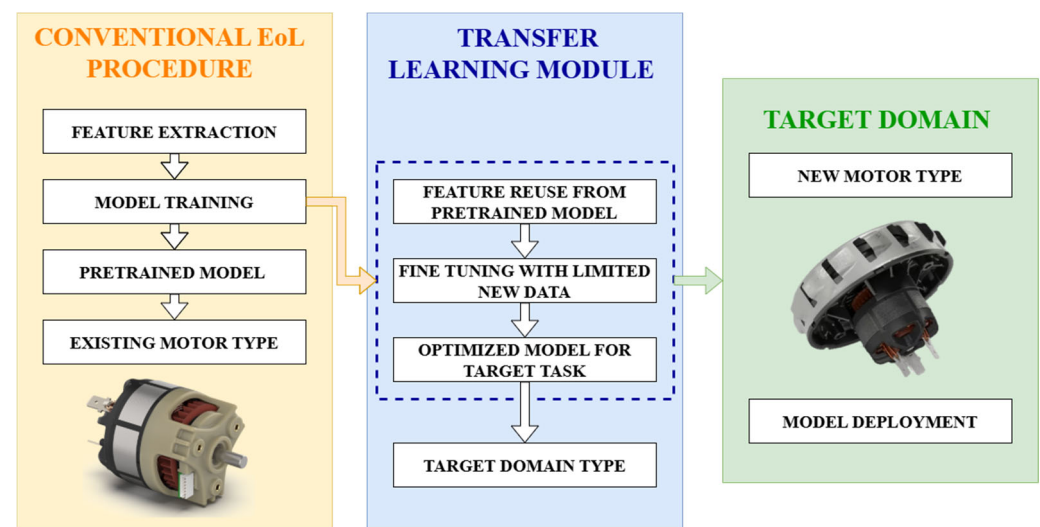 CONVENTIONAL EoL
PROCEDURE
FEATURE EXTRACTION
MODEL TRAINING
PRETRAINED MODEL
EXISTING MOTOR TYPE
TRANSFER
LEARNING MODULE
FEATURE REUSE FROM
PRETRAINED MODEL
FINE TUNING WITH LIMITED
NEW DATA
OPTIMIZED MODEL FOR
TARGET TASK
TARGET DOMAIN TYPE
TARGET DOMAIN
NEW MOTOR TYPE
MODEL DEPLOYMENT